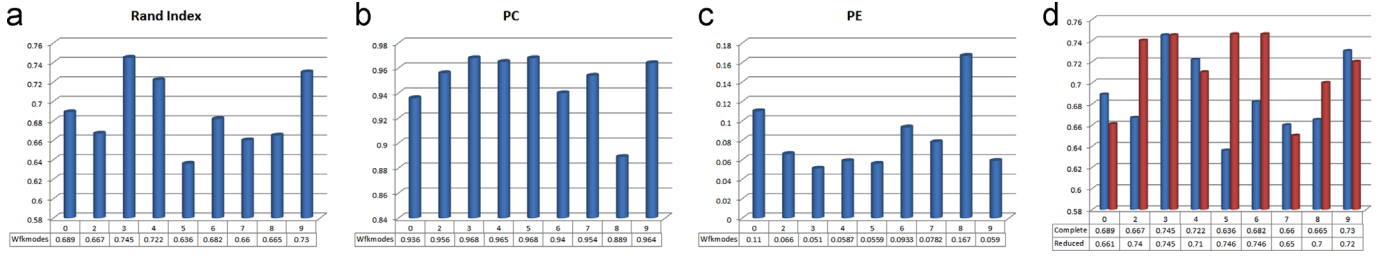 a
Rand Index
0.76
0.74
0.72
0.7
0.68
0.66
0.64
0.62
0.6
0.58
0 2 3 4 5 6 7 8 9
Wfkmodes 0.689 0.667 0.745 0.722 0.636 0.682 0.66 0.665 0.73
b
PC
0.98
0.96
0.94
0.92
0.9
0.88
0.86
0.84
0 2 3 4 5 6 7 8 9
Wfkmodes 0.936 0.956 0.968 0.965 0.968 0.94 0.954 0.889 0.964
c
PE
0.18
0.16
0.14
0.12
0.1
0.08
0.06
0.04
0.02
0
0 2 3 4 5 6 7 8 9
Wfkmodes 0.11 0.066 0.051 0.0587 0.0559 0.0933 0.0782 0.167 0.059
d
0.76
0.74
0.72
0.7
0.68
0.66
0.64
0.62
0.6
0.58
0 2 3 4 5 6 7 8 9
Complete 0.689 0.667 0.745 0.722 0.636 0.682 0.66 0.665 0.73
Reduced 0.661 0.74 0.745 0.71 0.746 0.746 0.65 0.7 0.72